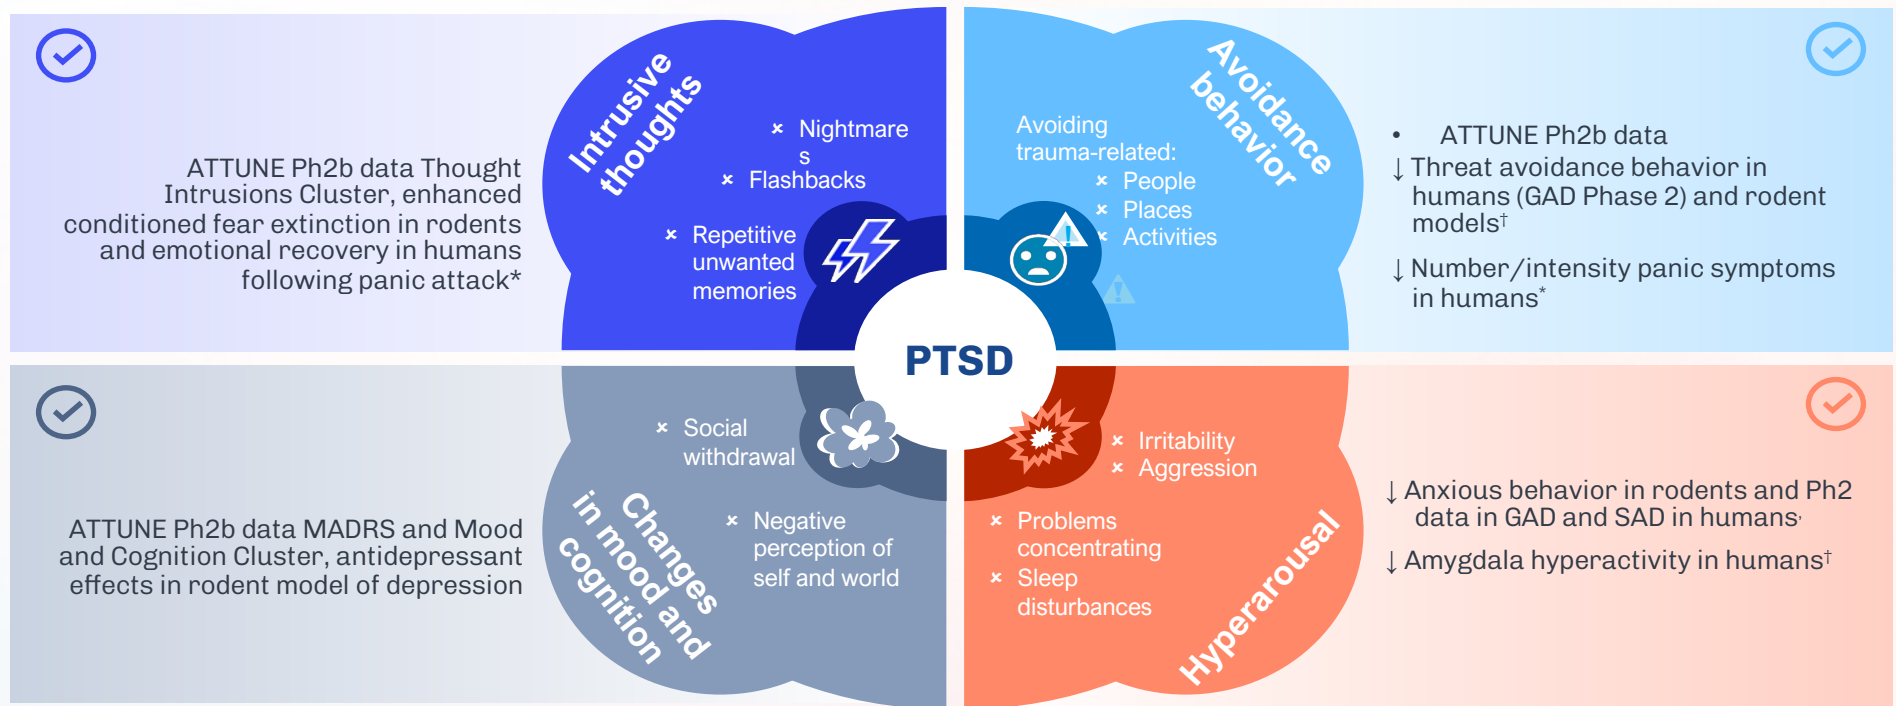 Intrusive
thoughts
× Nightmare
s
× Flashbacks
× Repetitive
unwanted
memories
ATTUNE Ph2b data Thought
Intrusions Cluster, enhanced
conditioned fear extinction in rodents
and emotional recovery in humans
following panic attack*
Avoidance
behavior
Avoiding
trauma-related:
× People
× Places
× Activities
• ATTUNE Ph2b data
↓ Threat avoidance behavior in
humans (GAD Phase 2) and rodent
models†
↓ Number/intensity panic symptoms
in humans*
PTSD
Changes
in mood and
cognition
× Social
withdrawal
× Negative
perception of
self and world
ATTUNE Ph2b data MADRS and Mood
and Cognition Cluster, antidepressant
effects in rodent model of depression
Hyperarousal
× Irritability
× Aggression
× Problems
concentrating
× Sleep
disturbances
↓ Anxious behavior in rodents and Ph2
data in GAD and SAD in humans,
↓ Amygdala hyperactivity in humans†